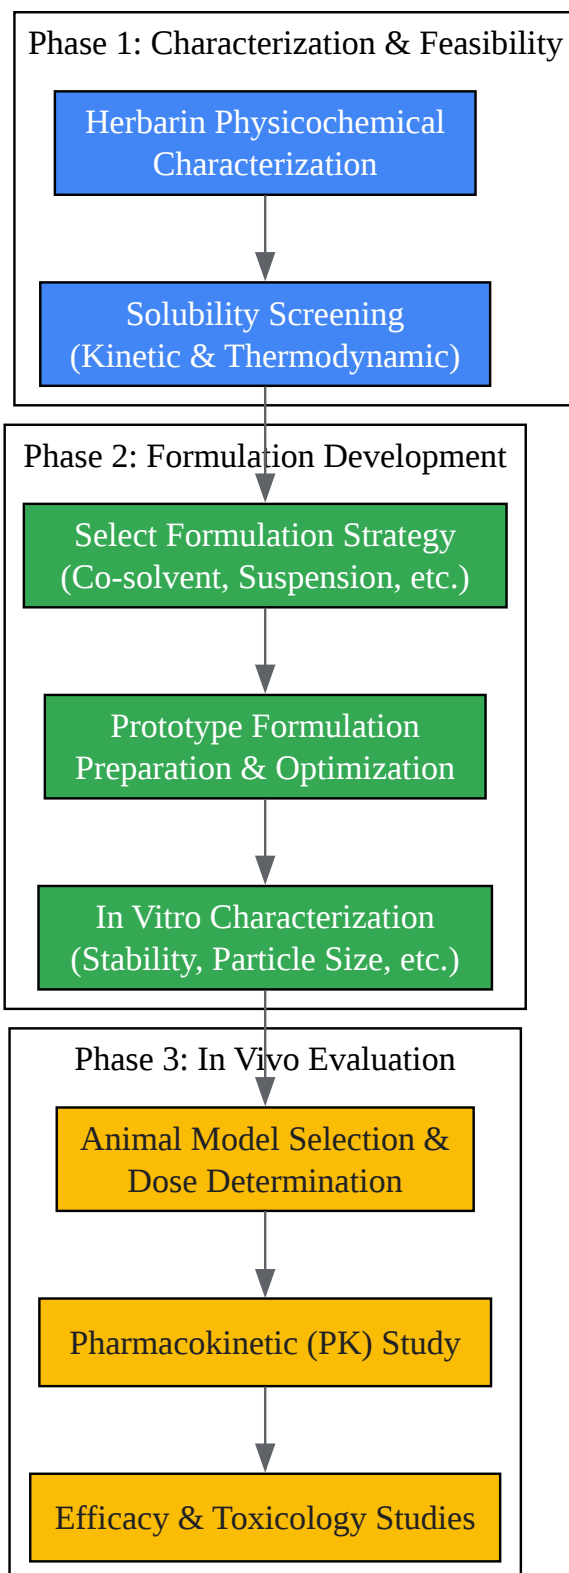 Phase 1: Characterization & Feasibility
Herbarin Physicochemical
Characterization
Solubility Screening
(Kinetic & Thermodynamic)
Phase 2: Formulation Development
Select Formulation Strategy
(Co-solvent, Suspension, etc.)
Prototype Formulation
Preparation & Optimization
In Vitro Characterization
(Stability, Particle Size, etc.)
Phase 3: In Vivo Evaluation
Animal Model Selection &
Dose Determination
Pharmacokinetic (PK) Study
Efficacy & Toxicology Studies